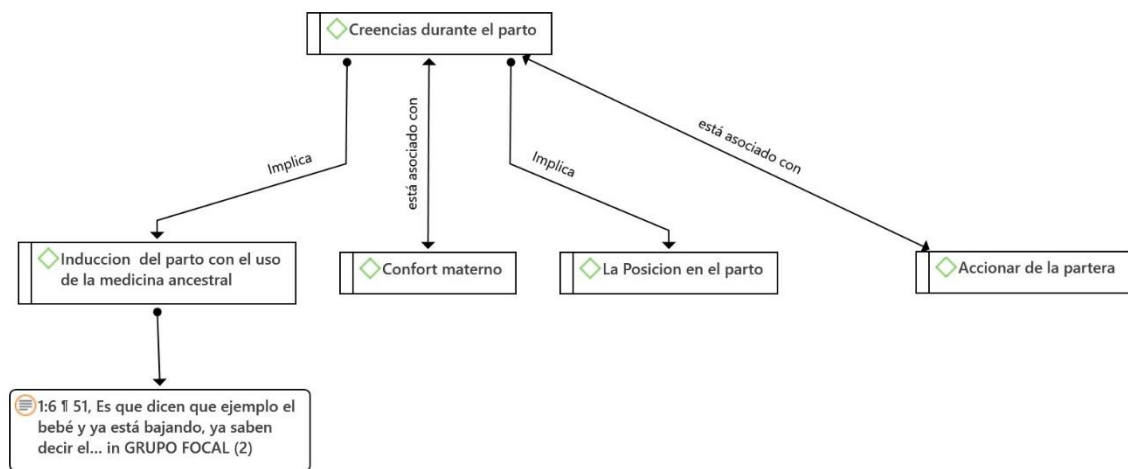 Creencias durante el parto
Implica
está asociado con
Implica
está asociado con
Induccion del parto con el uso
de la medicina ancestral
Confort materno
La Posicion en el parto
Accionar de la partera
1:6 ¶ 51, Es que dicen que ejemplo el
bebé y ya está bajando, ya saben
decir el... in GRUPO FOCAL (2)